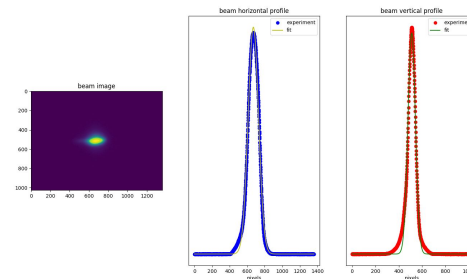 beam image
0
200
400
600
800
1000
0 200 400 600 800 1000 1200
beam horizontal profile
experiment
fit
0 200 400 600 800 1000 1200 1400
pixels
beam vertical profile
experiment
fit
0 200 400 600 800
pixels